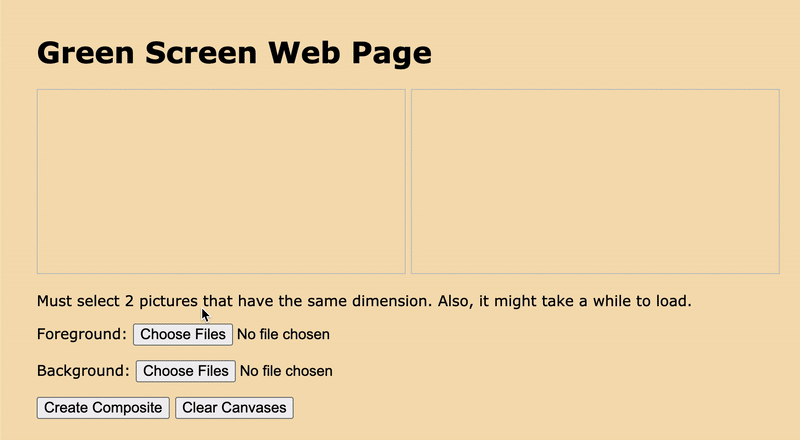 Green Screen Web Page
Must select 2 pictures that have the same dimension. Also, it might take a while to load.
Foreground: Choose Files No file chosen
Background: Choose Files No file chosen
Create Composite Clear Canvases